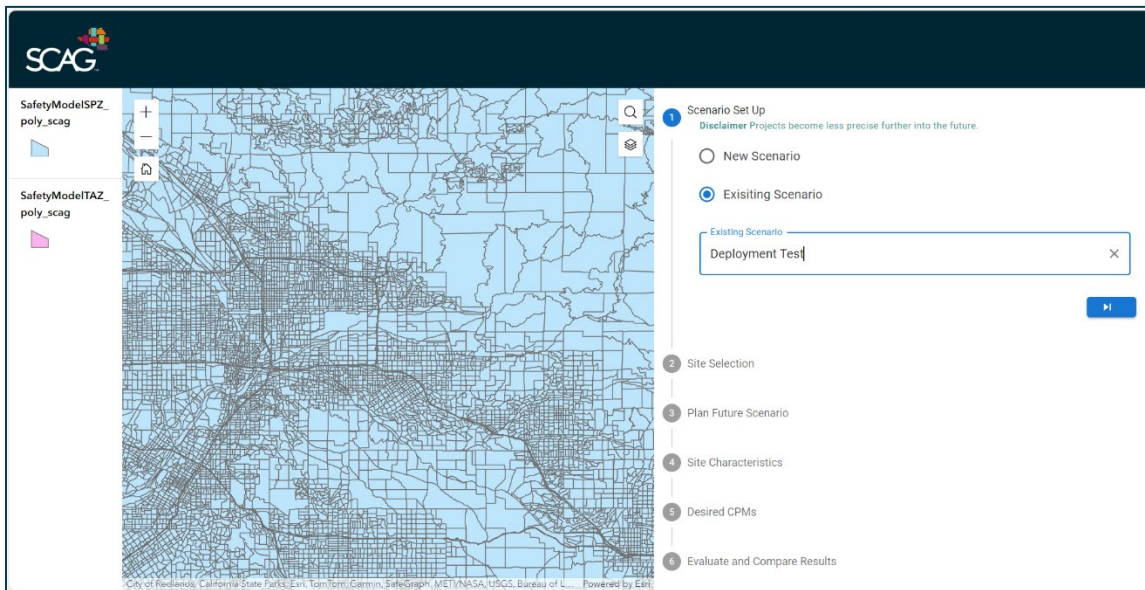 SCAG
SafetyModelSPZ_
poly_scag
SafetyModelTAZ_
poly_scag
1
Scenario Set Up
Disclaimer Projects become less precise further into the future.
New Scenario
Exisiting Scenario
Existing Scenario
Deployment Test
2 Site Selection
3 Plan Future Scenario
4 Site Characteristics
5 Desired CPMs
6 Evaluate and Compare Results
City of Redlands, California State Parks, Esri, TomTom, Garmin, SafeGraph, METI/NASA, USGS, Bureau of L... Powered by Esri